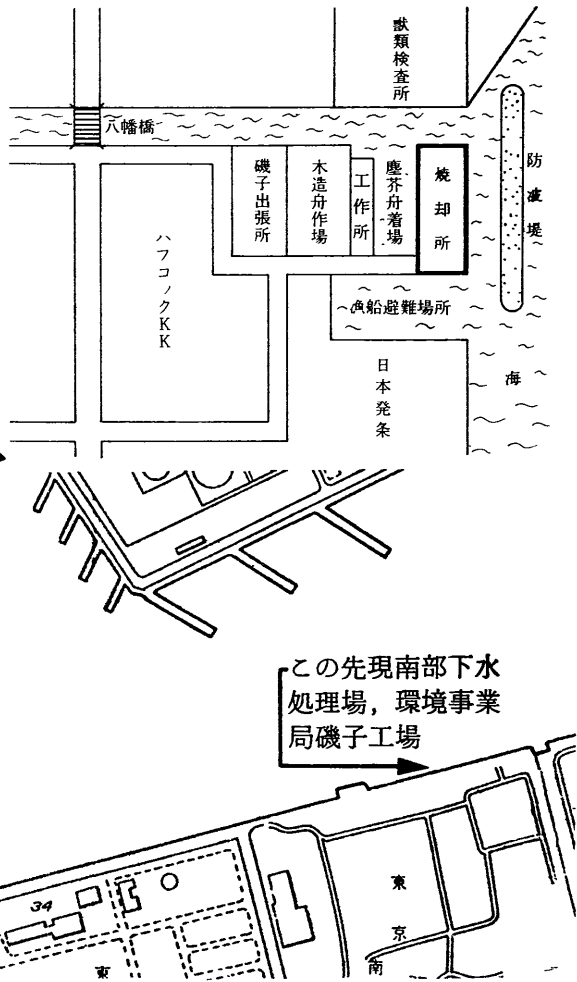 獣類検査所
八幡橋
磯子出張所
木造舟作場
工作所
塵芥舟着場
焼却所
防波堤
ハフコックKK
漁船避難場所
日本発条
海
この先現南部下水
処理場，環境事業
局磯子工場
34
東
東京
南